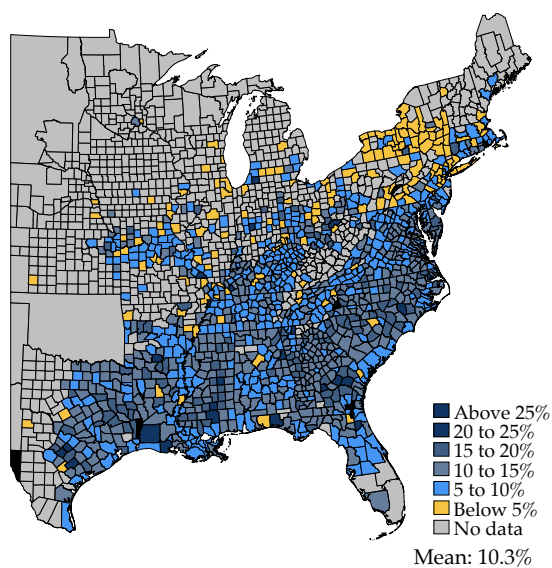 Above 25%
20 to 25%
15 to 20%
10 to 15%
5 to 10%
Below 5%
No data
Mean: 10.3%